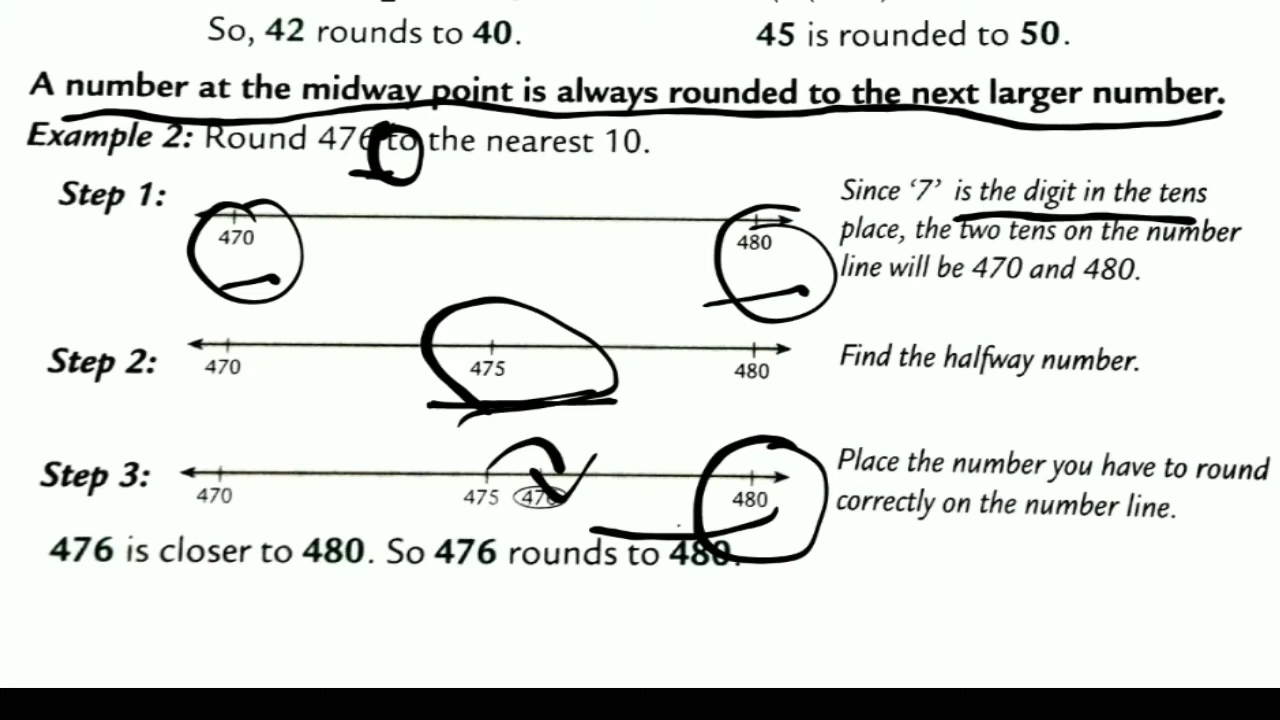 So, 42 rounds to 40.
45 is rounded to 50.
A number at the midway point is always rounded to the next larger number.
Example 2: Round 476 to the nearest 10.
Step 1:
470
480
Since ‘7’ is the digit in the tens
place, the two tens on the number
line will be 470 and 480.
Step 2:
470
475
480
Find the halfway number.
Step 3:
470
475
476
480
Place the number you have to round
correctly on the number line.
476 is closer to 480. So 476 rounds to 480.